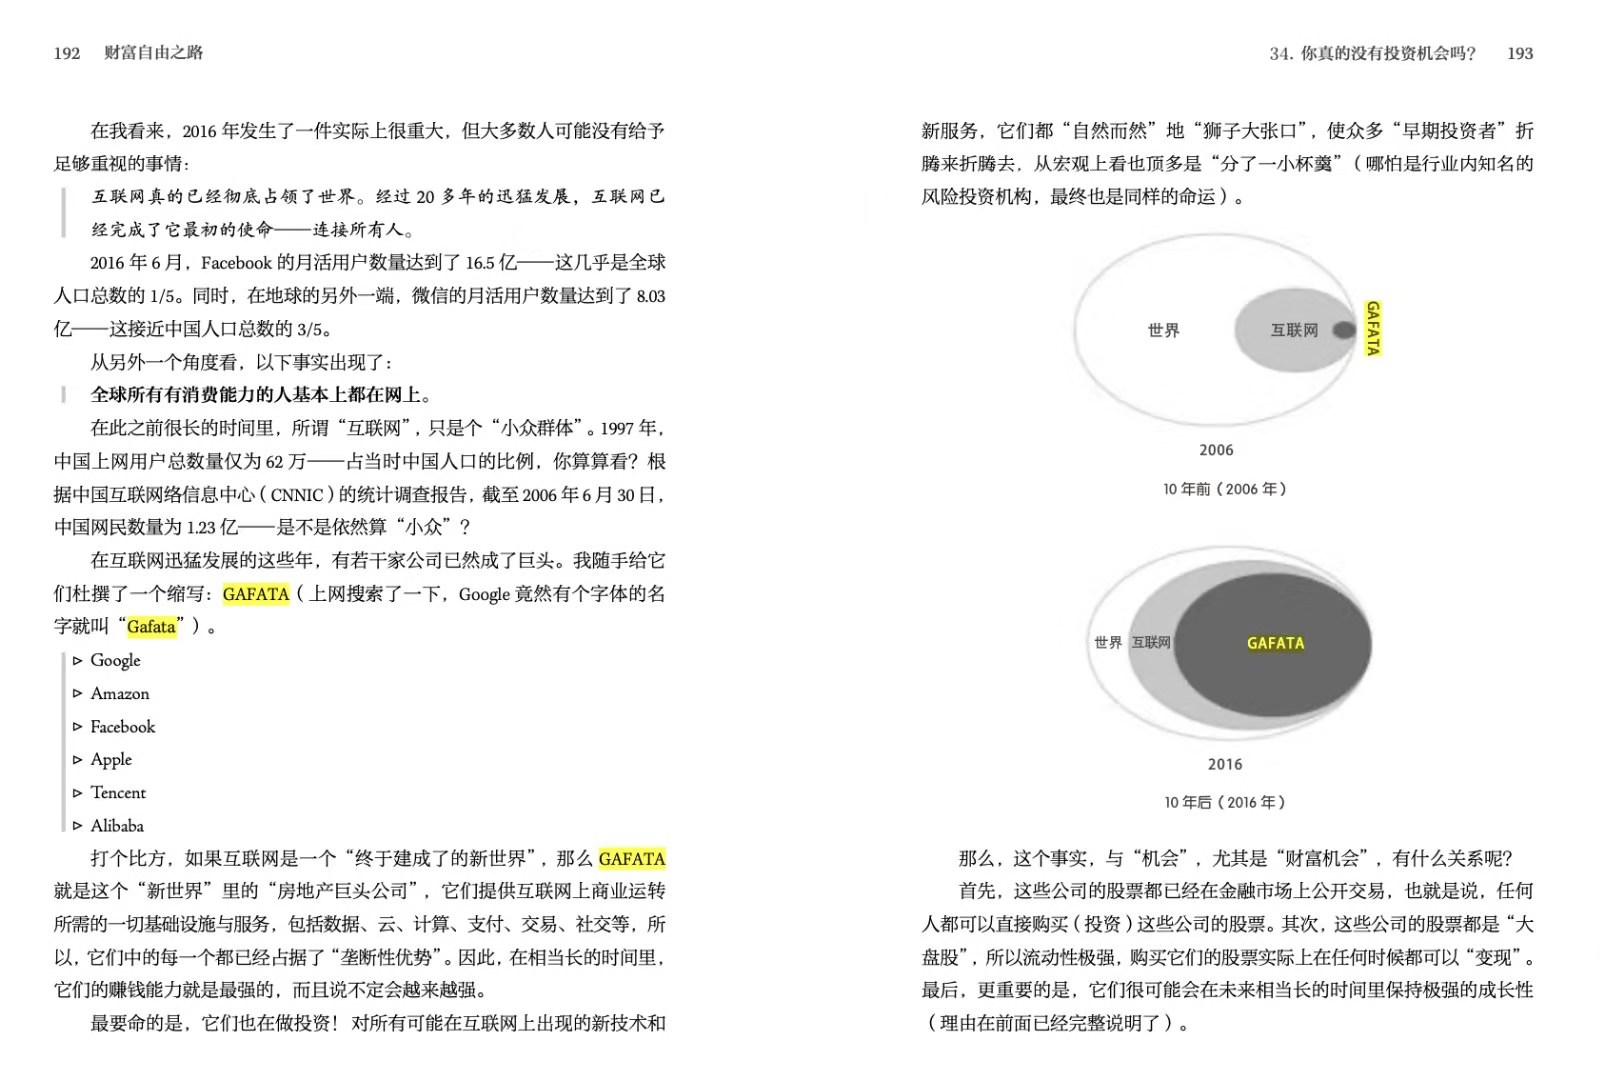 192 财富自由之路
在我看来，2016 年发生了一件实际上很重大，但大多数人可能没有给予
足够重视的事情：
互联网真的已经彻底占领了世界。经过 20 多年的迅猛发展，互联网已
经完成了它最初的使命——连接所有人。
2016 年 6 月，Facebook 的月活用户数量达到了 16.5 亿——这几乎是全球
人口总数的 1/5。同时，在地球的另外一端，微信的月活用户数量达到了 8.03
亿——这接近中国人口总数的 3/5。
从另外一个角度看，以下事实出现了：
全球所有有消费能力的人基本上都在网上。
在此之前很长的时间里，所谓“互联网”，只是个“小众群体”。1997 年，
中国上网用户总数量仅为 62 万——占当时中国人口的比例，你算算看？根
据中国互联网络信息中心（CNNIC）的统计调查报告，截至 2006 年 6 月 30 日，
中国网民数量为 1.23 亿——是不是依然算“小众”？
在互联网迅猛发展的这些年，有若干家公司已然成了巨头。我随手给它
们杜撰了一个缩写：GAFATA（上网搜索了一下，Google 竟然有个字体的名
字就叫“Gafata”）。
▷ Google
▷ Amazon
▷ Facebook
▷ Apple
▷ Tencent
▷ Alibaba
打个比方，如果互联网是一个“终于建成了的新世界”，那么 GAFATA
就是这个“新世界”里的“房地产巨头公司”，它们提供互联网上商业运转
所需的一切基础设施与服务，包括数据、云、计算、支付、交易、社交等，所
以，它们中的每一个都已经占据了“垄断性优势”。因此，在相当长的时间里，
它们的赚钱能力就是最强的，而且说不定会越来越强。
最要命的是，它们也在做投资！对所有可能在互联网上出现的新技术和
34. 你真的没有投资机会吗？ 193
新服务，它们都“自然而然”地“狮子大张口”，使众多“早期投资者”折
腾来折腾去，从宏观上看也顶多是“分了一小杯羹”（哪怕是行业内知名的
风险投资机构，最终也是同样的命运）。
世界 互联网 GAFATA
2006
10 年前（2006 年）
世界 互联网 GAFATA
2016
10 年后（2016 年）
那么，这个事实，与“机会”，尤其是“财富机会”，有什么关系呢？
首先，这些公司的股票都已经在金融市场上公开交易，也就是说，任何
人都可以直接购买（投资）这些公司的股票。其次，这些公司的股票都是“大
盘股”，所以流动性极强，购买它们的股票实际上在任何时候都可以“变现”。
最后，更重要的是，它们很可能会在未来相当长的时间里保持极强的成长性
（理由在前面已经完整说明了）。